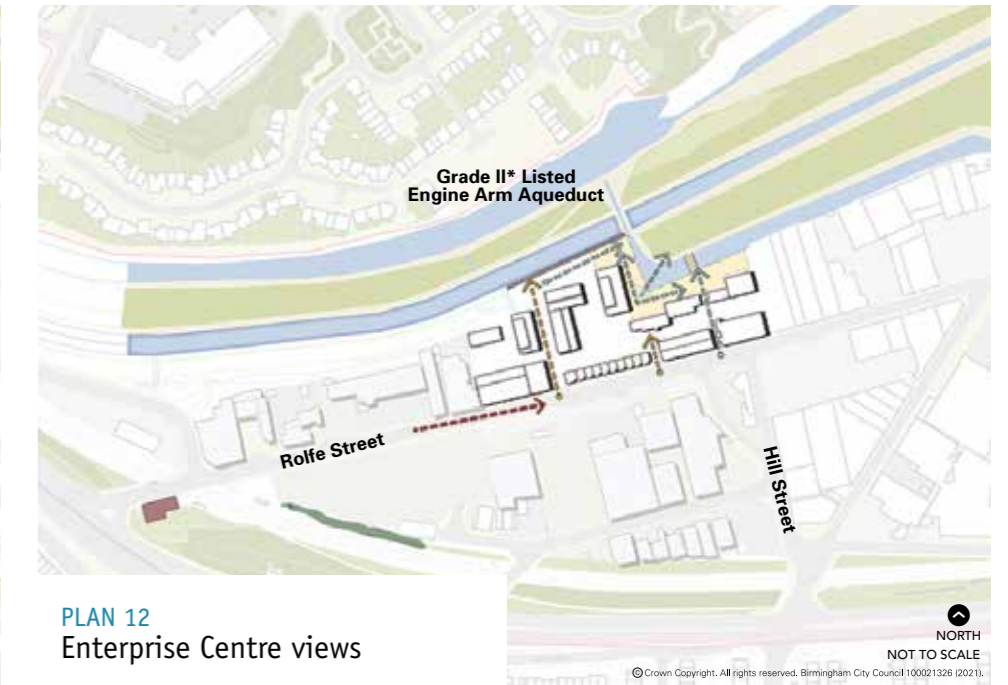 Grade II* Listed
Engine Arm Aqueduct
Rolfe Street
Hill Street
PLAN 12
Enterprise Centre views
NORTH
NOT TO SCALE
© Crown Copyright. All rights reserved. Birmingham City Council 100021326 (2021).